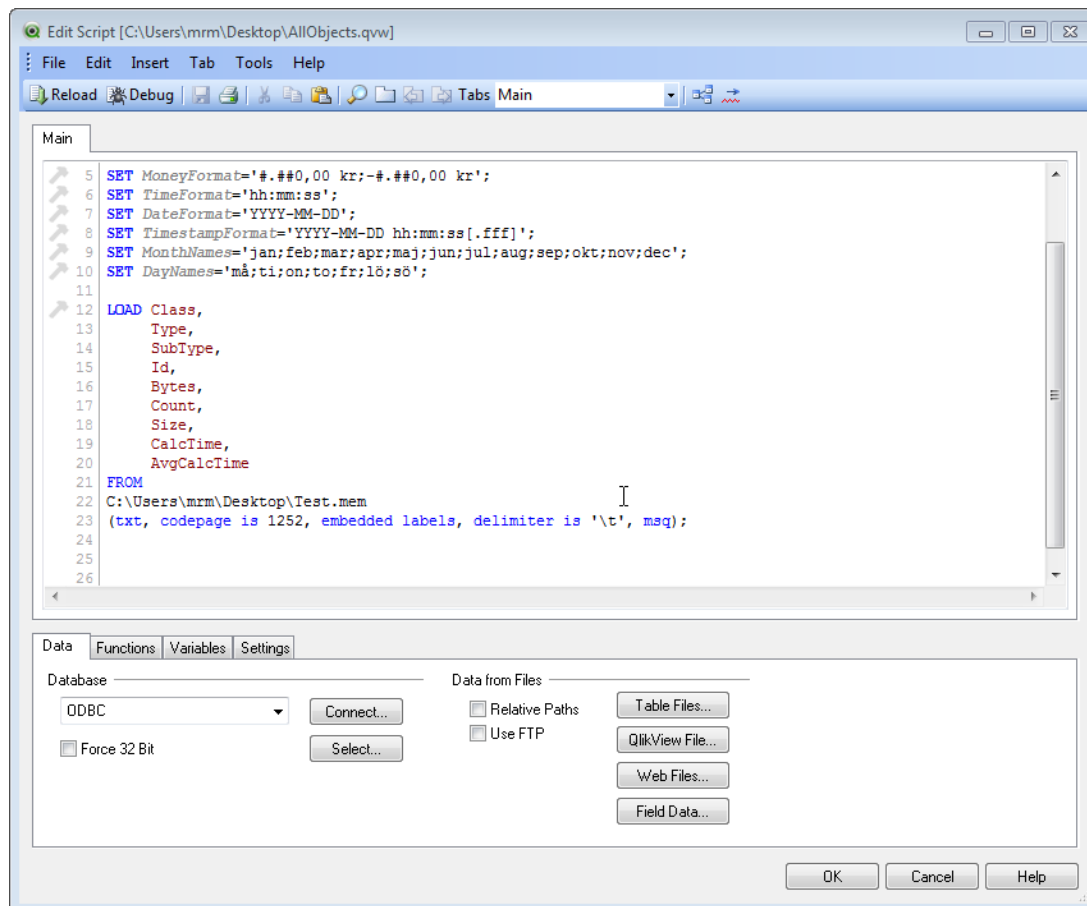 Edit Script [C:\Users\mrm\Desktop\AllObjects.qvw]
File Edit Insert Tab Tools Help
Reload Debug Tabs Main
Main
5 SET MoneyFormat='#.##0,00 kr;-#.##0,00 kr';
6 SET TimeFormat='hh:mm:ss';
7 SET DateFormat='YYYY-MM-DD';
8 SET TimestampFormat='YYYY-MM-DD hh:mm:ss[.fff]';
9 SET MonthNames='jan;feb;mar;apr;maj;jun;jul;aug;sep;okt;nov;dec';
10 SET DayNames='må;ti;on;to;fr;lö;sö';
11
12 LOAD Class,
13 Type,
14 SubType,
15 Id,
16 Bytes,
17 Count,
18 Size,
19 CalcTime,
20 AvgCalcTime
21 FROM
22 C:\Users\mrm\Desktop\Test.mem
23 (txt, codepage is 1252, embedded labels, delimiter is '\t', msq);
24
25
26
Data Functions Variables Settings
Database Data from Files
ODBC Connect... Relative Paths Table Files...
Force 32 Bit Select... Use FTP QlikView File...
Web Files...
Field Data...
OK Cancel Help